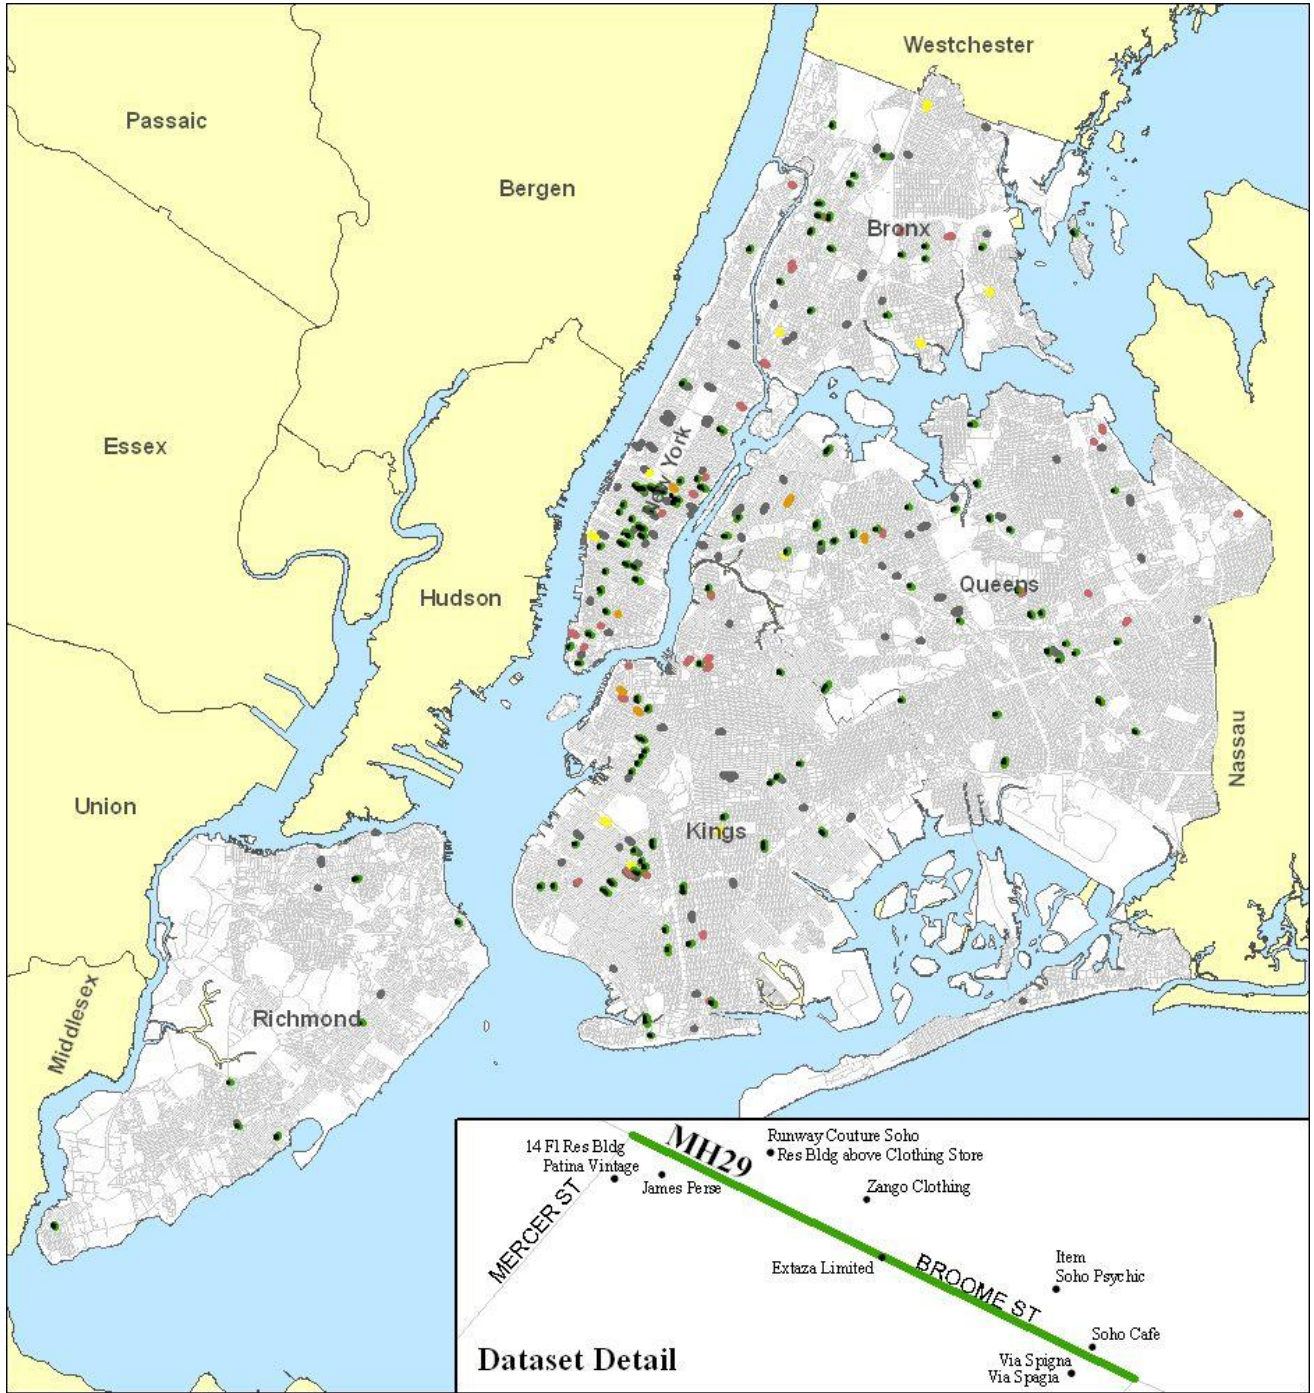 Westchester
Passaic
Bergen
Bronx
Essex
New York
Hudson
Queens
Nassau
Union
Kings
Middlesex
Richmond
MH29
Runway Couture Soho
14 Fl Res Bldg
Res Bldg above Clothing Store
Patina Vintage
James Perse
Zango Clothing
MERCER ST
Extaza Limited
BROOME ST
Item
Soho Psychic
Soho Cafe
Dataset Detail
Via Spigna
Via Spagia